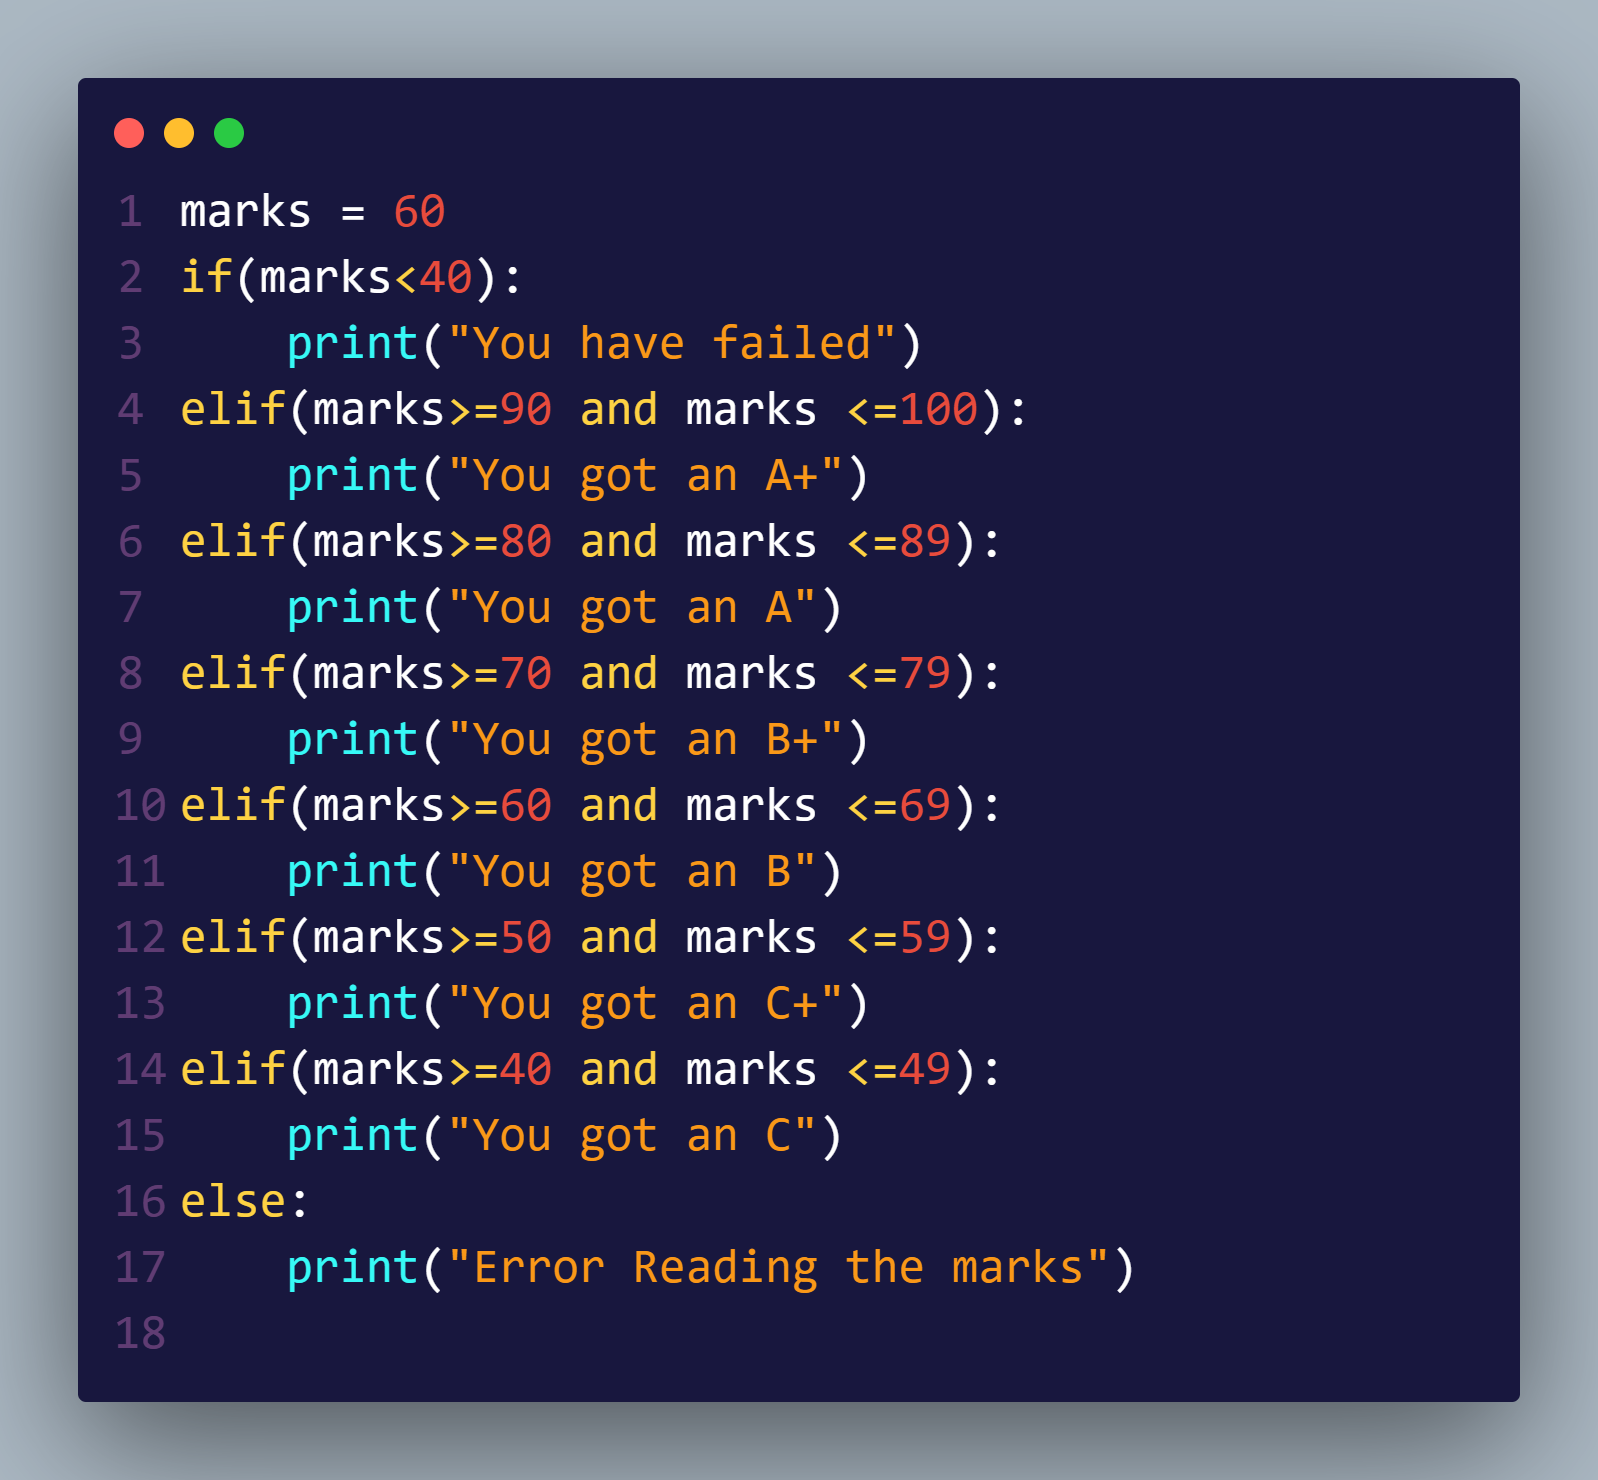 1 marks = 60
2 if(marks<40):
3     print("You have failed")
4 elif(marks>=90 and marks <=100):
5     print("You got an A+")
6 elif(marks>=80 and marks <=89):
7     print("You got an A")
8 elif(marks>=70 and marks <=79):
9     print("You got an B+")
10 elif(marks>=60 and marks <=69):
11     print("You got an B")
12 elif(marks>=50 and marks <=59):
13     print("You got an C+")
14 elif(marks>=40 and marks <=49):
15     print("You got an C")
16 else:
17     print("Error Reading the marks")
18